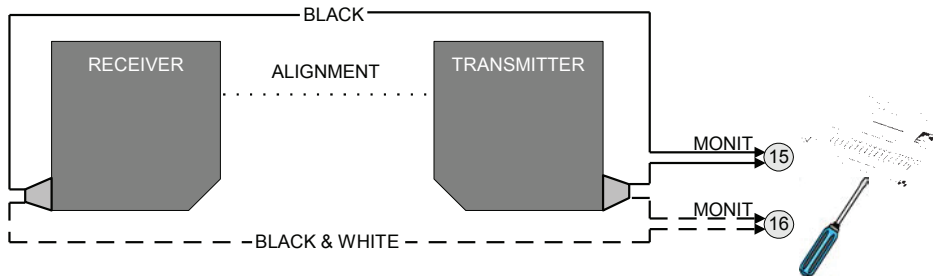 BLACK
RECEIVER
ALIGNMENT
TRANSMITTER
MONIT
15
MONIT
16
BLACK & WHITE